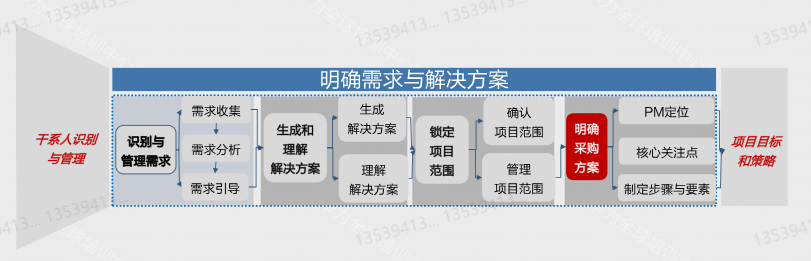 明确需求与解决方案
干系人识别
与管理
识别与
管理需求
需求收集
需求分析
需求引导
生成和
理解
解决方案
生成
解决方案
理解
解决方案
锁定
项目
范围
确认
项目范围
管理
项目范围
明确
采购
方案
PM定位
核心关注点
制定步骤与要素
项目目标
和策略
13539413...
13539413...
13539413...
13539413...